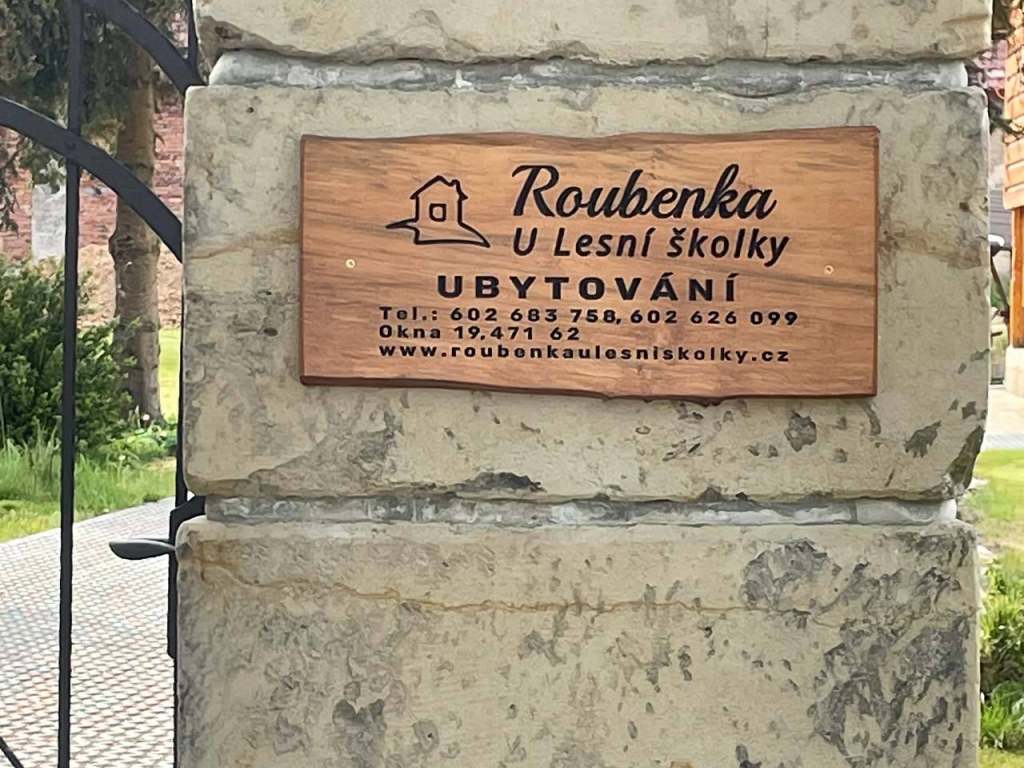 Roubenka
U Lesní školky
UBYTOVÁNÍ
Tel.: 602 683 758, 602 626 099
Okna 19, 471 62
www.roubenkaulesniskolky.cz